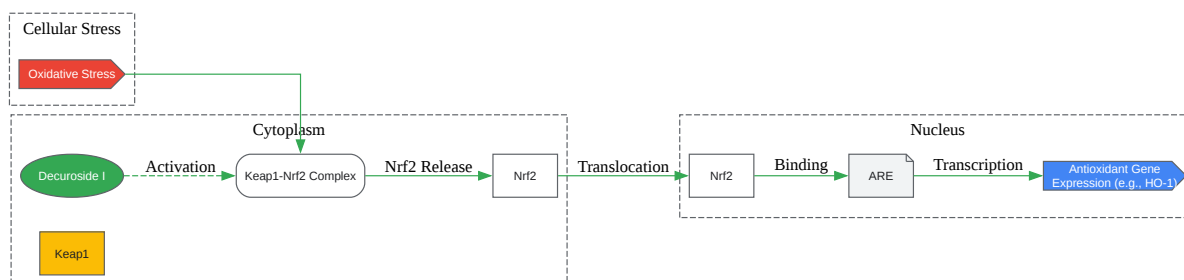 Cellular Stress
Oxidative Stress
Cytoplasm
Nucleus
Decuroside I
Activation
Keap1-Nrf2 Complex
Nrf2 Release
Nrf2
Translocation
Nrf2
Binding
ARE
Transcription
Antioxidant Gene
Expression (e.g., HO-1)
Keap1